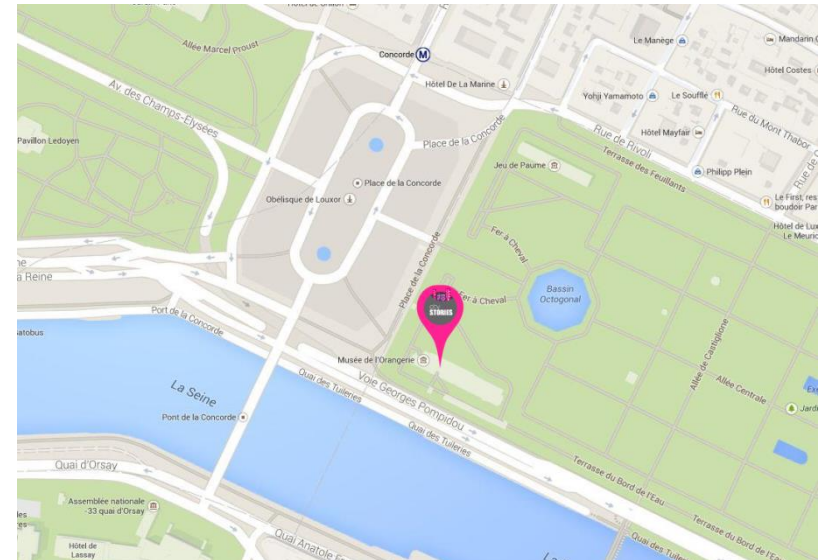 Allée Marcel Proust
Le Manège
Concorde
M
Av. des Champs-Elysées
Hôtel De La Marine
Hôtel Costes
Yohji Yamamoto
Le Soufflé
Rue du Mont Thabor
Pavillon Ledoyen
Place de la Concorde
Hôtel Mayfair
Rue de Rivoli
Terrasse des Feuillants
Jeu de Paume
Philipp Plein
Place de la Concorde
Obélisque de Louxor
Le First, res
boudoir Par
Hôtel de Lux
Le Meuric
Fer à Cheval
Place de la Concorde
a Reine
Bassin
Octogonal
Fer à Cheval
STORIES
Port de la Concorde
atobus
Musée de l'Orangerie
Allée de Castiglione
Quai des Tuileries
Voie Georges Pompidou
La Seine
Allée Centrale
Jardi
Pont de la Concorde
Quai des Tuileries
Quai d'Orsay
Terrasse du Bord de l'Eau
Assemblée nationale
-33 quai d'Orsay
Terrasse du Bord de l'Ea
Hôtel de
Lassay
Quai Anatole F
Quai des Tuile